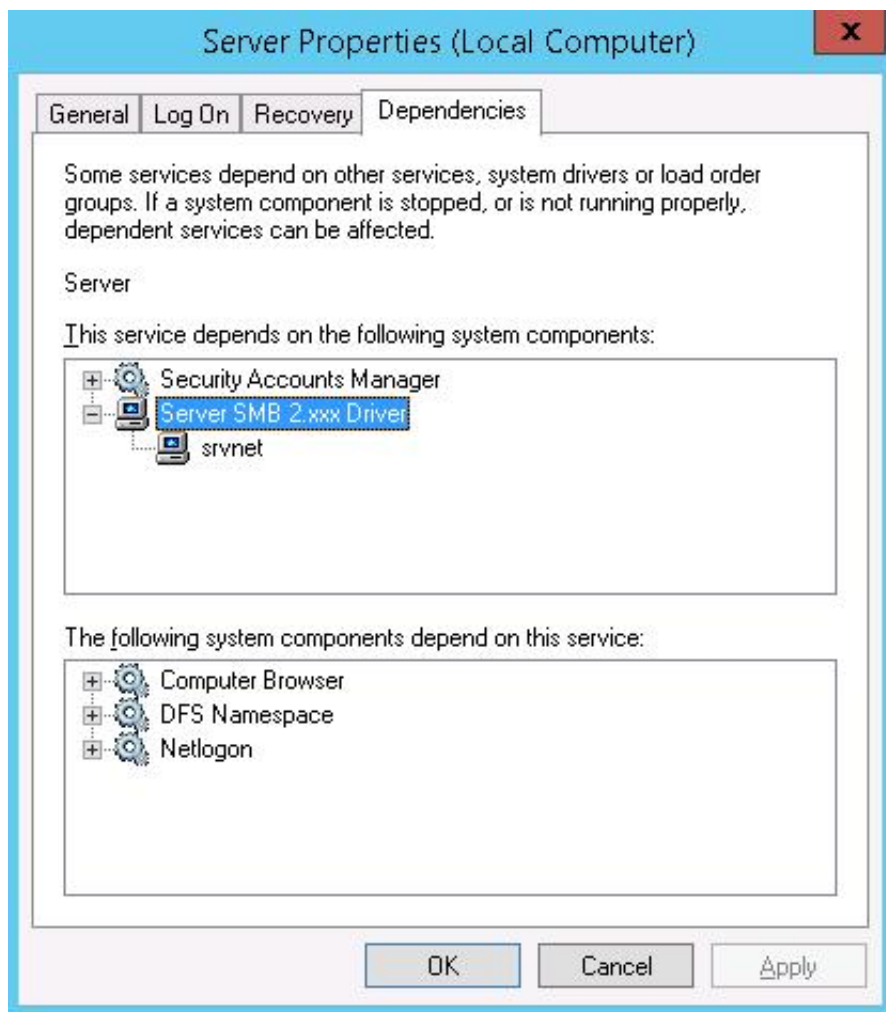 Server Properties (Local Computer)
x
General Log On Recovery Dependencies
Some services depend on other services, system drivers or load order
groups. If a system component is stopped, or is not running properly,
dependent services can be affected.
Server
This service depends on the following system components:
Security Accounts Manager
Server SMB 2.xxx Driver
srvnet
The following system components depend on this service:
Computer Browser
DFS Namespace
Netlogon
OK Cancel Apply